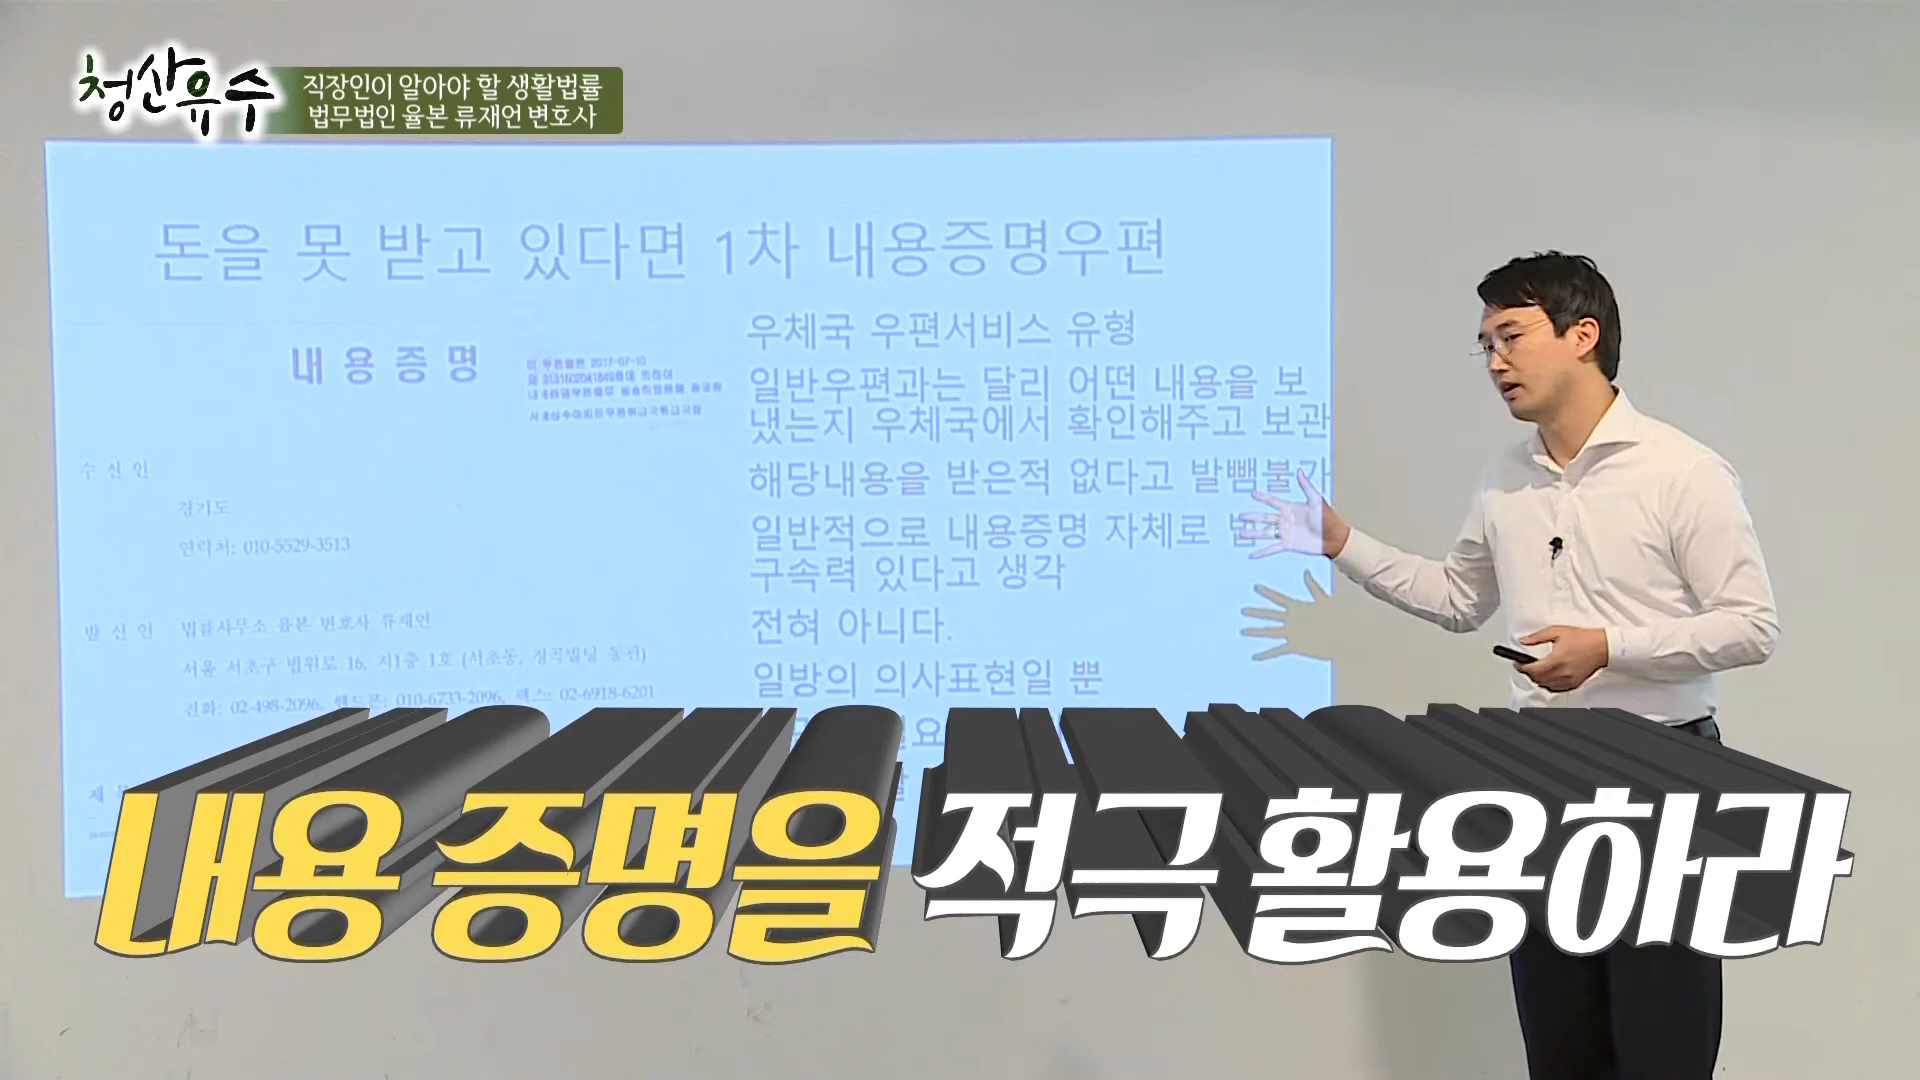 청산유수
직장인이 알아야 할 생활법률
법무법인 율본 류재언 변호사
돈을 못 받고 있다면 1차 내용증명우편
내 용 증 명
수 신 인
경기도
연락처: 010-5529-3513
발 신 인 법률사무소 율본 변호사 류재언
서울 서초구 법원로 16, 지1층 1호 (서초동, 정곡빌딩 동관)
전화: 02-498-2096, 핸드폰: 010-6733-2096, 팩스: 02-6918-6201
우체국 우편서비스 유형
일반우편과는 달리 어떤 내용을 보
냈는지 우체국에서 확인해주고 보관
해당내용을 받은적 없다고 발뺌불가
일반적으로 내용증명 자체로
구속력 있다고 생각
전혀 아니다.
일방의 의사표현일 뿐
내용 증명을 적극 활용하라